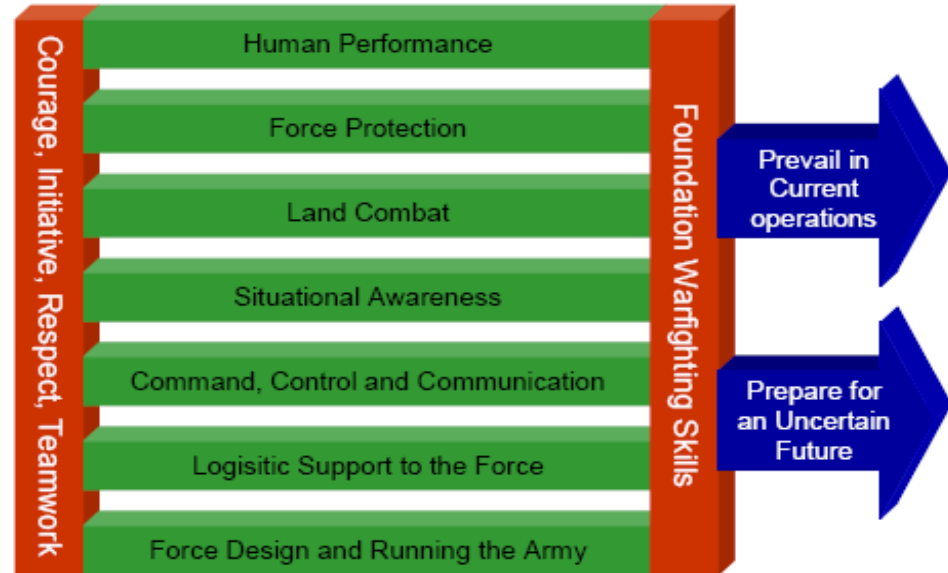 Courage, Initiative, Respect, Teamwork
Human Performance
Force Protection
Land Combat
Situational Awareness
Command, Control and Communication
Logisitic Support to the Force
Force Design and Running the Army
Foundation Warfighting Skills
Prevail in
Current
operations
Prepare for
an Uncertain
Future